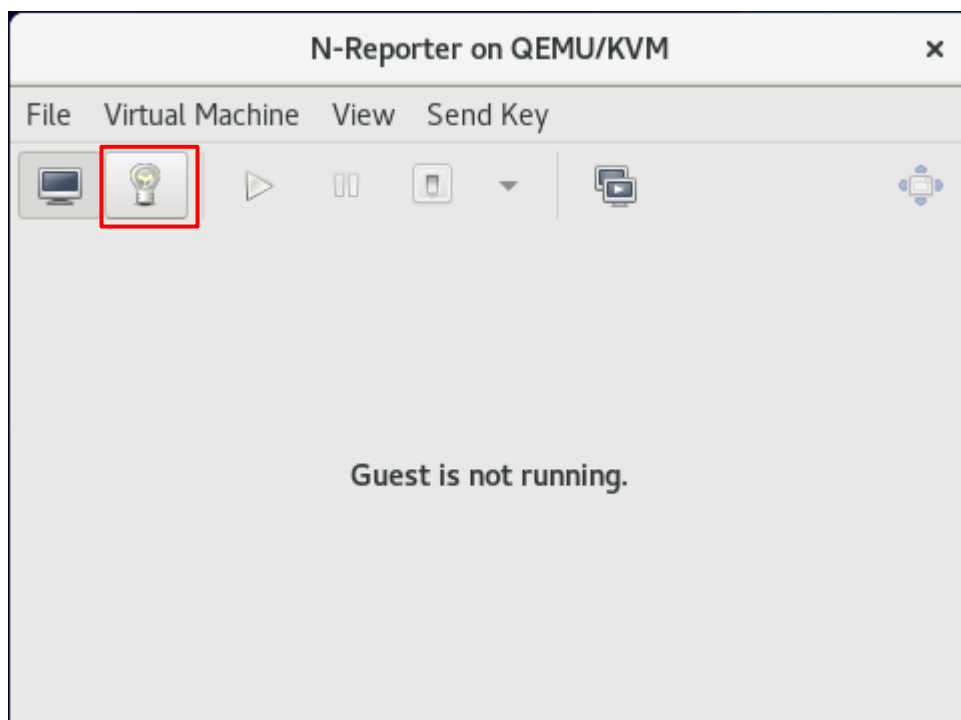 N-Reporter on QEMU/KVM
File Virtual Machine View Send Key
Guest is not running.